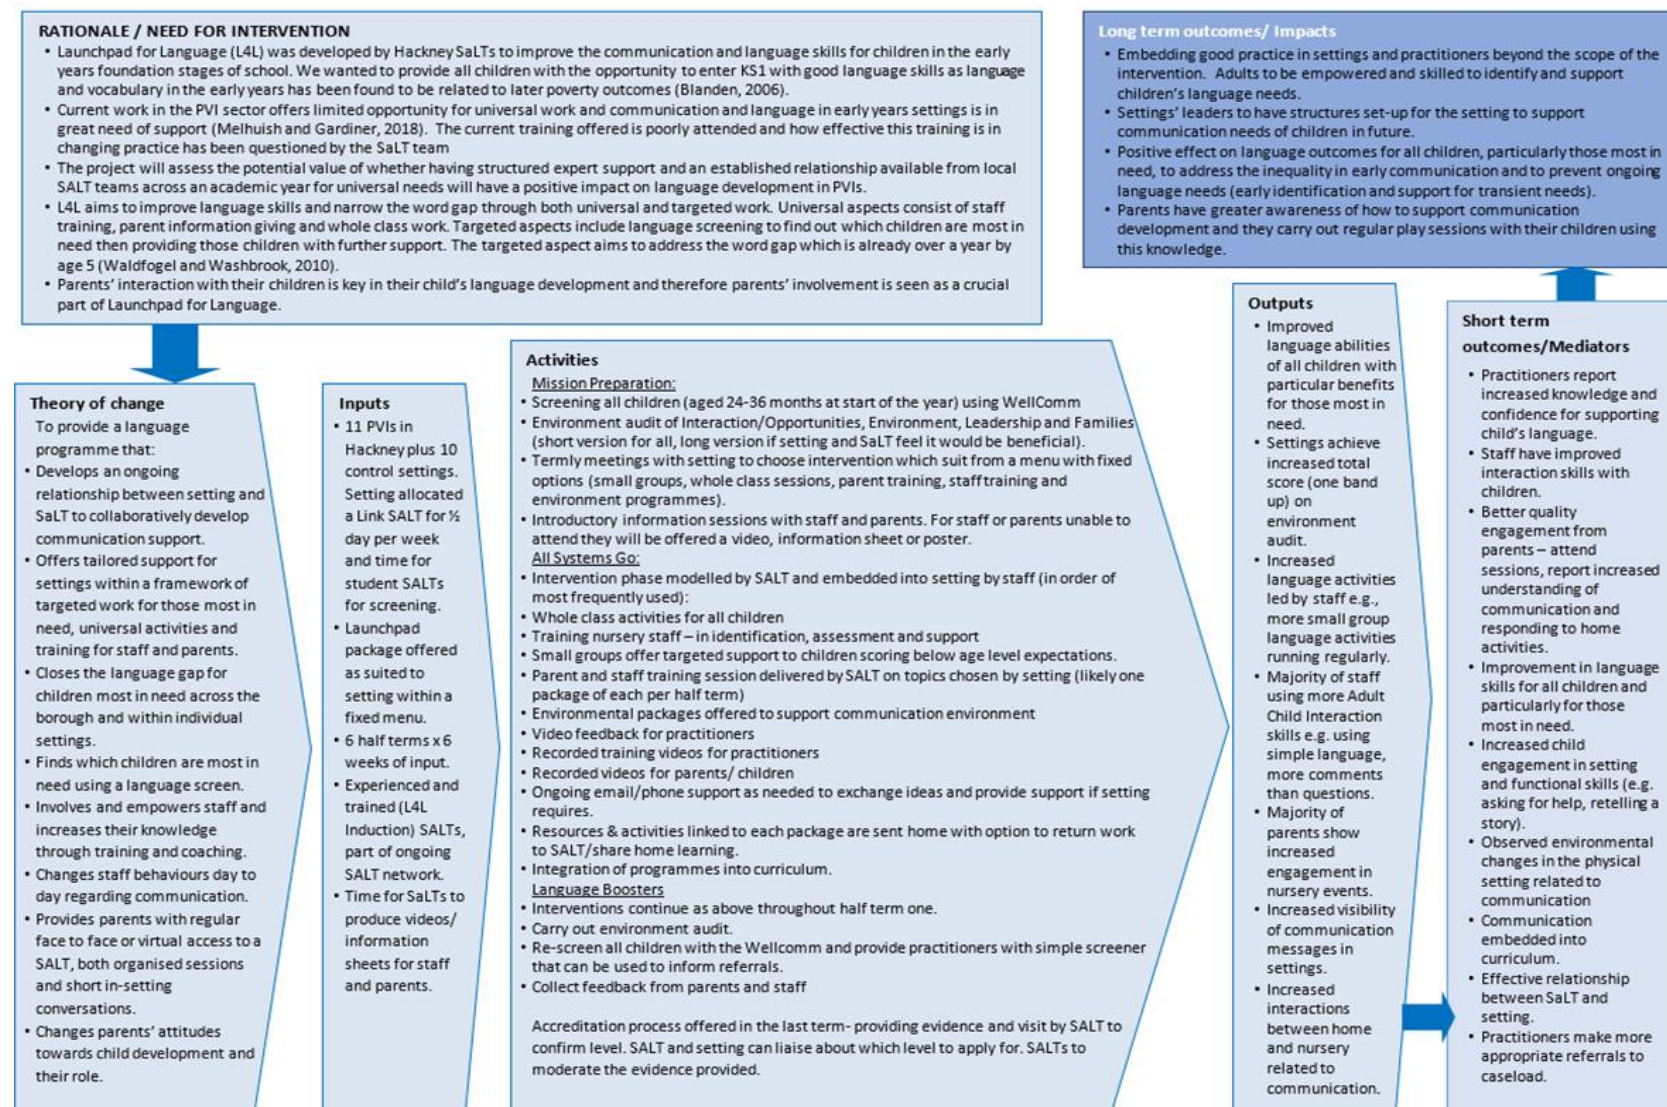 RATIONALE / NEED FOR INTERVENTION
• Launchpad for Language (L4L) was developed by Hackney SaLTs to improve the communication and language skills for children in the early
years foundation stages of school. We wanted to provide all children with the opportunity to enter KS1 with good language skills as language
and vocabulary in the early years has been found to be related to later poverty outcomes (Blanden, 2006).
• Current work in the PVI sector offers limited opportunity for universal work and communication and language in early years settings is in
great need of support (Melhuish and Gardiner, 2018). The current training offered is poorly attended and how effective this training is in
changing practice has been questioned by the SaLT team
• The project will assess the potential value of whether having structured expert support and an established relationship available from local
SALT teams across an academic year for universal needs will have a positive impact on language development in PVIs.
• L4L aims to improve language skills and narrow the word gap through both universal and targeted work. Universal aspects consist of staff
training, parent information giving and whole class work. Targeted aspects include language screening to find out which children are most in
need then providing those children with further support. The targeted aspect aims to address the word gap which is already over a year by
age 5 (Waldfogel and Washbrook, 2010).
• Parents' interaction with their children is key in their child's language development and therefore parents' involvement is seen as a crucial
part of Launchpad for Language.
Theory of change
To provide a language
programme that:
• Develops an ongoing
relationship between setting and
SaLT to collaboratively develop
communication support.
• Offers tailored support for
settings within a framework of
targeted work for those most in
need, universal activities and
training for staff and parents.
• Closes the language gap for
children most in need across the
borough and within individual
settings.
• Finds which children are most in
need using a language screen.
• Involves and empowers staff and
increases their knowledge
through training and coaching.
• Changes staff behaviours day to
day regarding communication.
• Provides parents with regular
face to face or virtual access to a
SALT, both organised sessions
and short in-setting
conversations.
• Changes parents' attitudes
towards child development and
their role.
Inputs
• 11 PVIs in
Hackney plus 10
control settings.
Setting allocated
a Link SALT for ½
day per week
and time for
student SALTs
for screening.
• Launchpad
package offered
as suited to
setting within a
fixed menu.
• 6 half terms x 6
weeks of input.
• Experienced and
trained (L4L
Induction) SALTs,
part of ongoing
SALT network.
• Time for SaLTs to
produce videos/
information
sheets for staff
and parents.
Activities
Mission Preparation:
• Screening all children (aged 24-36 months at start of the year) using WellComm
• Environment audit of Interaction/Opportunities, Environment, Leadership and Families
(short version for all, long version if setting and SaLT feel it would be beneficial).
• Termly meetings with setting to choose intervention which suit from a menu with fixed
options (small groups, whole class sessions, parent training, staff training and
environment programmes).
• Introductory information sessions with staff and parents. For staff or parents unable to
attend they will be offered a video, information sheet or poster.
All Systems Go:
• Intervention phase modelled by SALT and embedded into setting by staff (in order of
most frequently used):
• Whole class activities for all children
• Training nursery staff – in identification, assessment and support
• Small groups offer targeted support to children scoring below age level expectations.
• Parent and staff training session delivered by SALT on topics chosen by setting (likely one
package of each per half term)
• Environmental packages offered to support communication environment
• Video feedback for practitioners
• Recorded training videos for practitioners
• Recorded videos for parents/ children
• Ongoing email/phone support as needed to exchange ideas and provide support if setting
requires.
• Resources & activities linked to each package are sent home with option to return work
to SALT/share home learning.
• Integration of programmes into curriculum.
Language Boosters
• Interventions continue as above throughout half term one.
• Carry out environment audit.
• Re-screen all children with the Wellcomm and provide practitioners with simple screener
that can be used to inform referrals.
• Collect feedback from parents and staff
Accreditation process offered in the last term- providing evidence and visit by SALT to
confirm level. SALT and setting can liaise about which level to apply for. SALTs to
moderate the evidence provided.
Outputs
• Improved
language abilities
of all children with
particular benefits
for those most in
need.
• Settings achieve
increased total
score (one band
up) on
environment
audit.
• Increased
language activities
led by staff e.g.,
more small group
language activities
running regularly.
• Majority of staff
using more Adult
Child Interaction
skills e.g. using
simple language,
more comments
than questions.
• Majority of
parents show
increased
engagement in
nursery events.
• Increased visibility
of communication
messages in
settings.
• Increased
interactions
between home
and nursery
related to
communication.
Short term
outcomes/Mediators
• Practitioners report
increased knowledge and
confidence for supporting
child's language.
• Staff have improved
interaction skills with
children.
• Better quality
engagement from
parents – attend
sessions, report increased
understanding of
communication and
responding to home
activities.
• Improvement in language
skills for all children and
particularly for those
most in need.
• Increased child
engagement in setting
and functional skills (e.g.
asking for help, retelling a
story).
• Observed environmental
changes in the physical
setting related to
communication
• Communication
embedded into
curriculum.
• Effective relationship
between SaLT and
setting.
• Practitioners make more
appropriate referrals to
caseload.
Long term outcomes/ Impacts
• Embedding good practice in settings and practitioners beyond the scope of the
intervention. Adults to be empowered and skilled to identify and support
children's language needs.
• Settings' leaders to have structures set-up for the setting to support
communication needs of children in future.
• Positive effect on language outcomes for all children, particularly those most in
need, to address the inequality in early communication and to prevent ongoing
language needs (early identification and support for transient needs).
• Parents have greater awareness of how to support communication
development and they carry out regular play sessions with their children using
this knowledge.